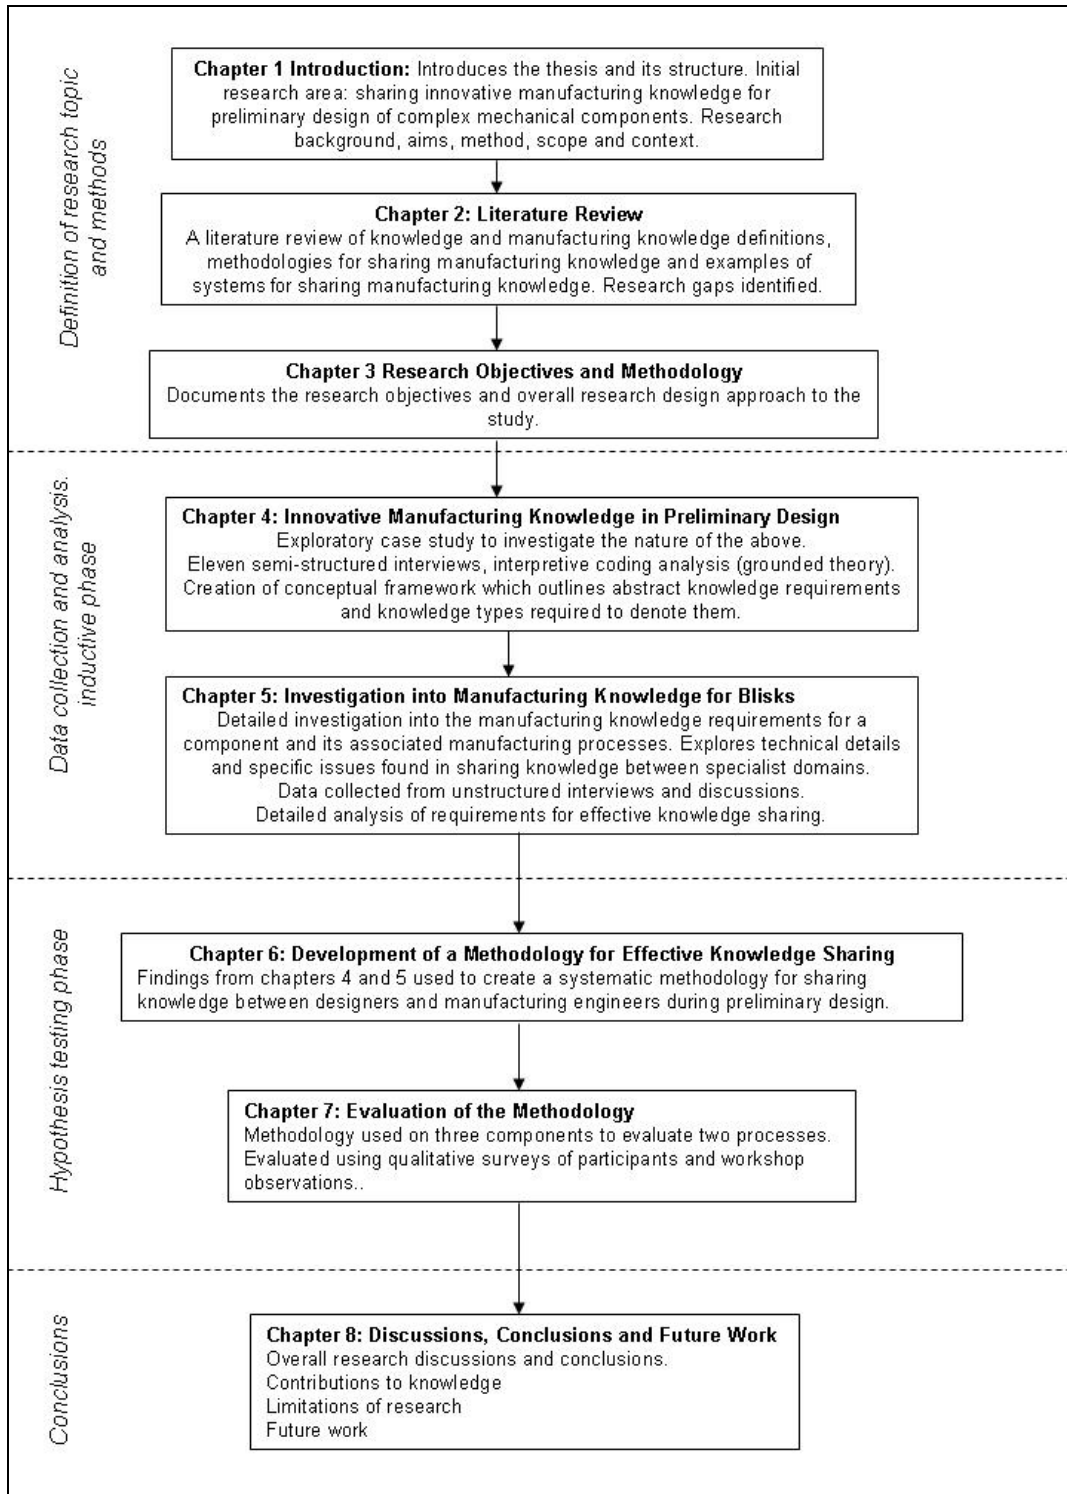 Definition of research topic
and methods
Chapter 1 Introduction: Introduces the thesis and its structure. Initial
research area: sharing innovative manufacturing knowledge for
preliminary design of complex mechanical components. Research
background, aims, method, scope and context.
Chapter 2: Literature Review
A literature review of knowledge and manufacturing knowledge definitions,
methodologies for sharing manufacturing knowledge and examples of
systems for sharing manufacturing knowledge. Research gaps identified.
Chapter 3 Research Objectives and Methodology
Documents the research objectives and overall research design approach to the
study.
Data collection and analysis.
inductive phase
Chapter 4: Innovative Manufacturing Knowledge in Preliminary Design
Exploratory case study to investigate the nature of the above.
Eleven semi-structured interviews, interpretive coding analysis (grounded theory).
Creation of conceptual framework which outlines abstract knowledge requirements
and knowledge types required to denote them.
Chapter 5: Investigation into Manufacturing Knowledge for Blisks
Detailed investigation into the manufacturing knowledge requirements for a
component and its associated manufacturing processes. Explores technical details
and specific issues found in sharing knowledge between specialist domains.
Data collected from unstructured interviews and discussions.
Detailed analysis of requirements for effective knowledge sharing.
Hypothesis testing phase
Chapter 6: Development of a Methodology for Effective Knowledge Sharing
Findings from chapters 4 and 5 used to create a systematic methodology for sharing
knowledge between designers and manufacturing engineers during preliminary design.
Chapter 7: Evaluation of the Methodology
Methodology used on three components to evaluate two processes.
Evaluated using qualitative surveys of participants and workshop
observations..
Conclusions
Chapter 8: Discussions, Conclusions and Future Work
Overall research discussions and conclusions.
Contributions to knowledge
Limitations of research
Future work